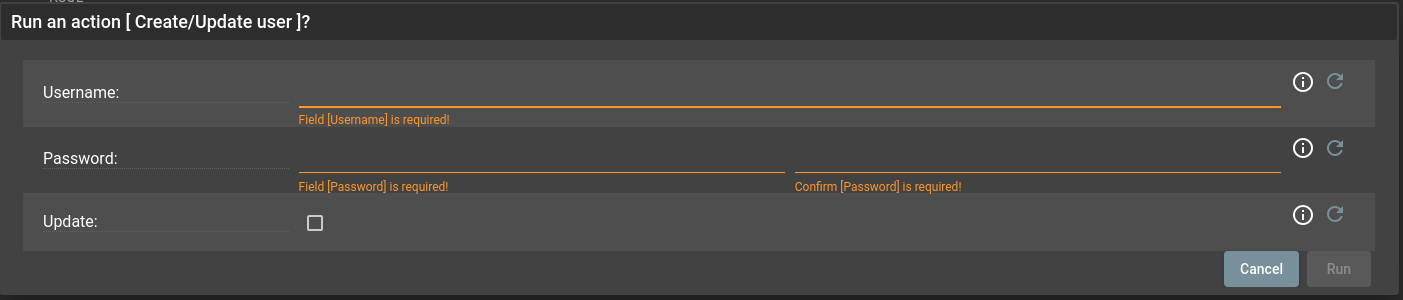 Run an action [ Create/Update user ]?
Username:
Field [Username] is required!
Password:
Field [Password] is required! Confirm [Password] is required!
Update:
Cancel Run